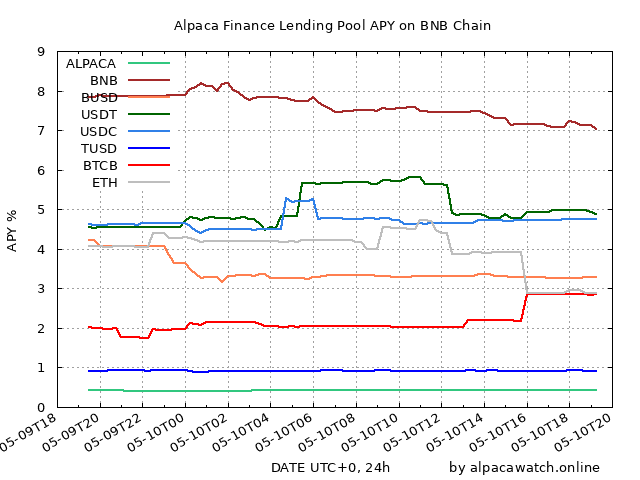 Alpaca Finance Lending Pool APY on BNB Chain
APY %
9
8
7
6
5
4
3
2
1
0
ALPACA
BNB
BUSD
USDT
USDC
TUSD
BTCB
ETH
05-09T18
05-09T20
05-09T22
05-10T00
05-10T02
05-10T04
05-10T06
05-10T08
05-10T10
05-10T12
05-10T14
05-10T16
05-10T18
05-10T20
DATE UTC+0, 24h
by alpacawatch.online